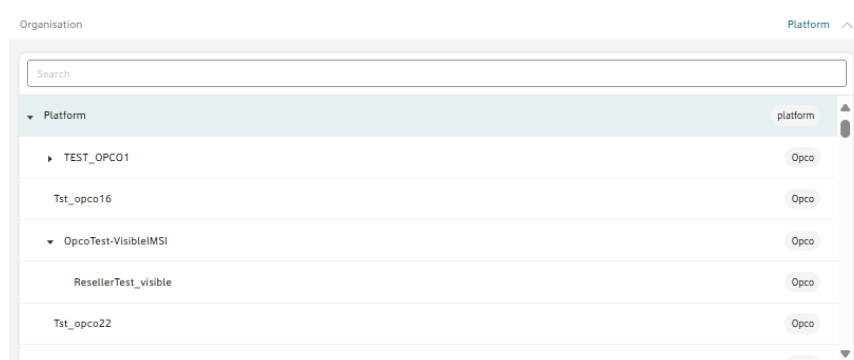 Organisation Platform
Search
Platform platform
TEST_OPCO1 Opco
Tst_opco16 Opco
OpcoTest-VisibleIMSI Opco
ResellerTest_visible Opco
Tst_opco22 Opco